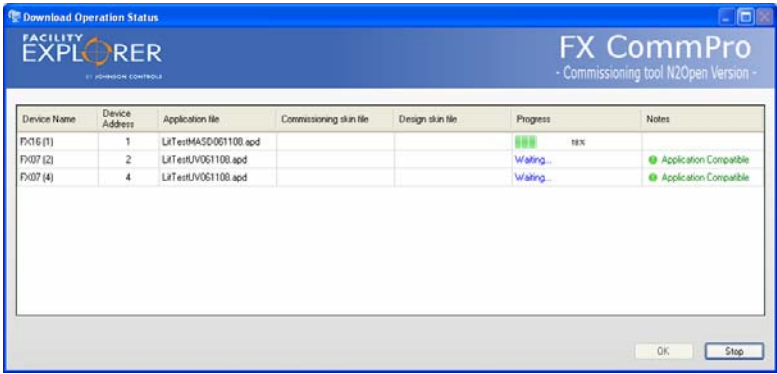 Download Operation Status
FACILITY
EXPLORER
BY JOHNSON CONTROLS
FX CommPro
- Commissioning tool N2Open Version -
Device Name Device Address Application file Commissioning skin file Design skin file Progress Notes
FX16 (1) 1 LitTestMASD061108.apd 18%
FX07 (2) 2 LitTestUV061108.apd Waiting... Application Compatible
FX07 (4) 4 LitTestUV061108.apd Waiting... Application Compatible
OK Stop